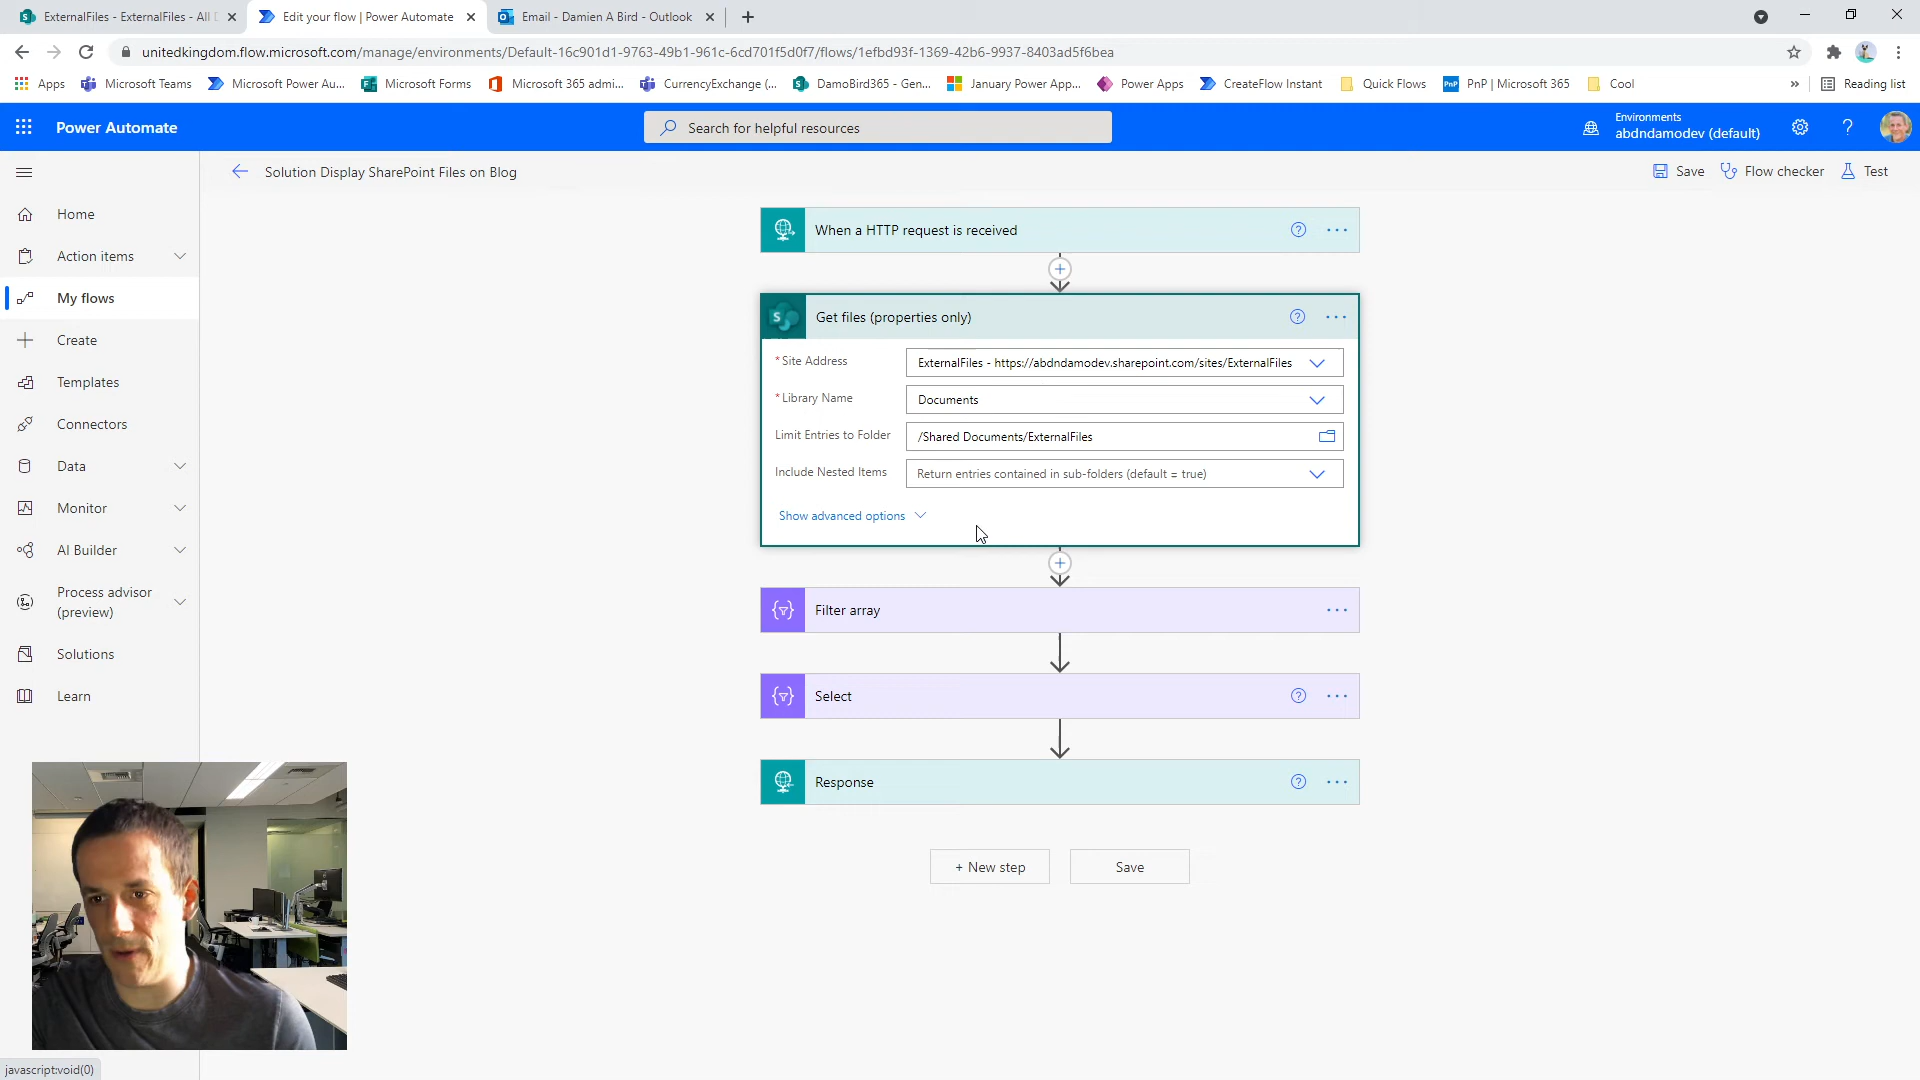 ExternalFiles - ExternalFiles - All D
Edit your flow | Power Automate
Email - Damien A Bird - Outlook
unitedkingdom.flow.microsoft.com/manage/environments/Default-16c901d1-9763-49b1-961c-6cd701f5d0f7/flows/1efbd93f-1369-42b6-9937-8403ad5f6bea
Apps
Microsoft Teams
Microsoft Power Au...
Microsoft Forms
Microsoft 365 admi...
CurrencyExchange (...
DamoBird365 - Gen...
January Power App...
Power Apps
CreateFlow Instant
Quick Flows
PnP | Microsoft 365
Cool
»
Reading list
Power Automate
Search for helpful resources
Environments
abdndamodev (default)
Solution Display SharePoint Files on Blog
Save
Flow checker
Test
Home
Action items
My flows
Create
Templates
Connectors
Data
Monitor
AI Builder
Process advisor
(preview)
Solutions
Learn
When a HTTP request is received
Get files (properties only)
* Site Address
ExternalFiles - https://abdndamodev.sharepoint.com/sites/ExternalFiles
* Library Name
Documents
Limit Entries to Folder
/Shared Documents/ExternalFiles
Include Nested Items
Return entries contained in sub-folders (default = true)
Show advanced options
Filter array
Select
Response
+ New step
Save
javascript:void(0)